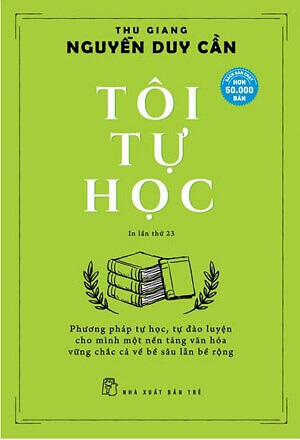 THU GIANG
NGUYỄN DUY CẦN
SÁCH BÁN CHẠY
HƠN
50.000
BẢN
TÔI
TỰ
HỌC
In lần thứ 23
Phương pháp tự học, tự đào luyện
cho mình một nền tảng văn hóa
vững chắc cả về bề sâu lẫn bề rộng
NHÀ XUẤT BẢN TRẺ